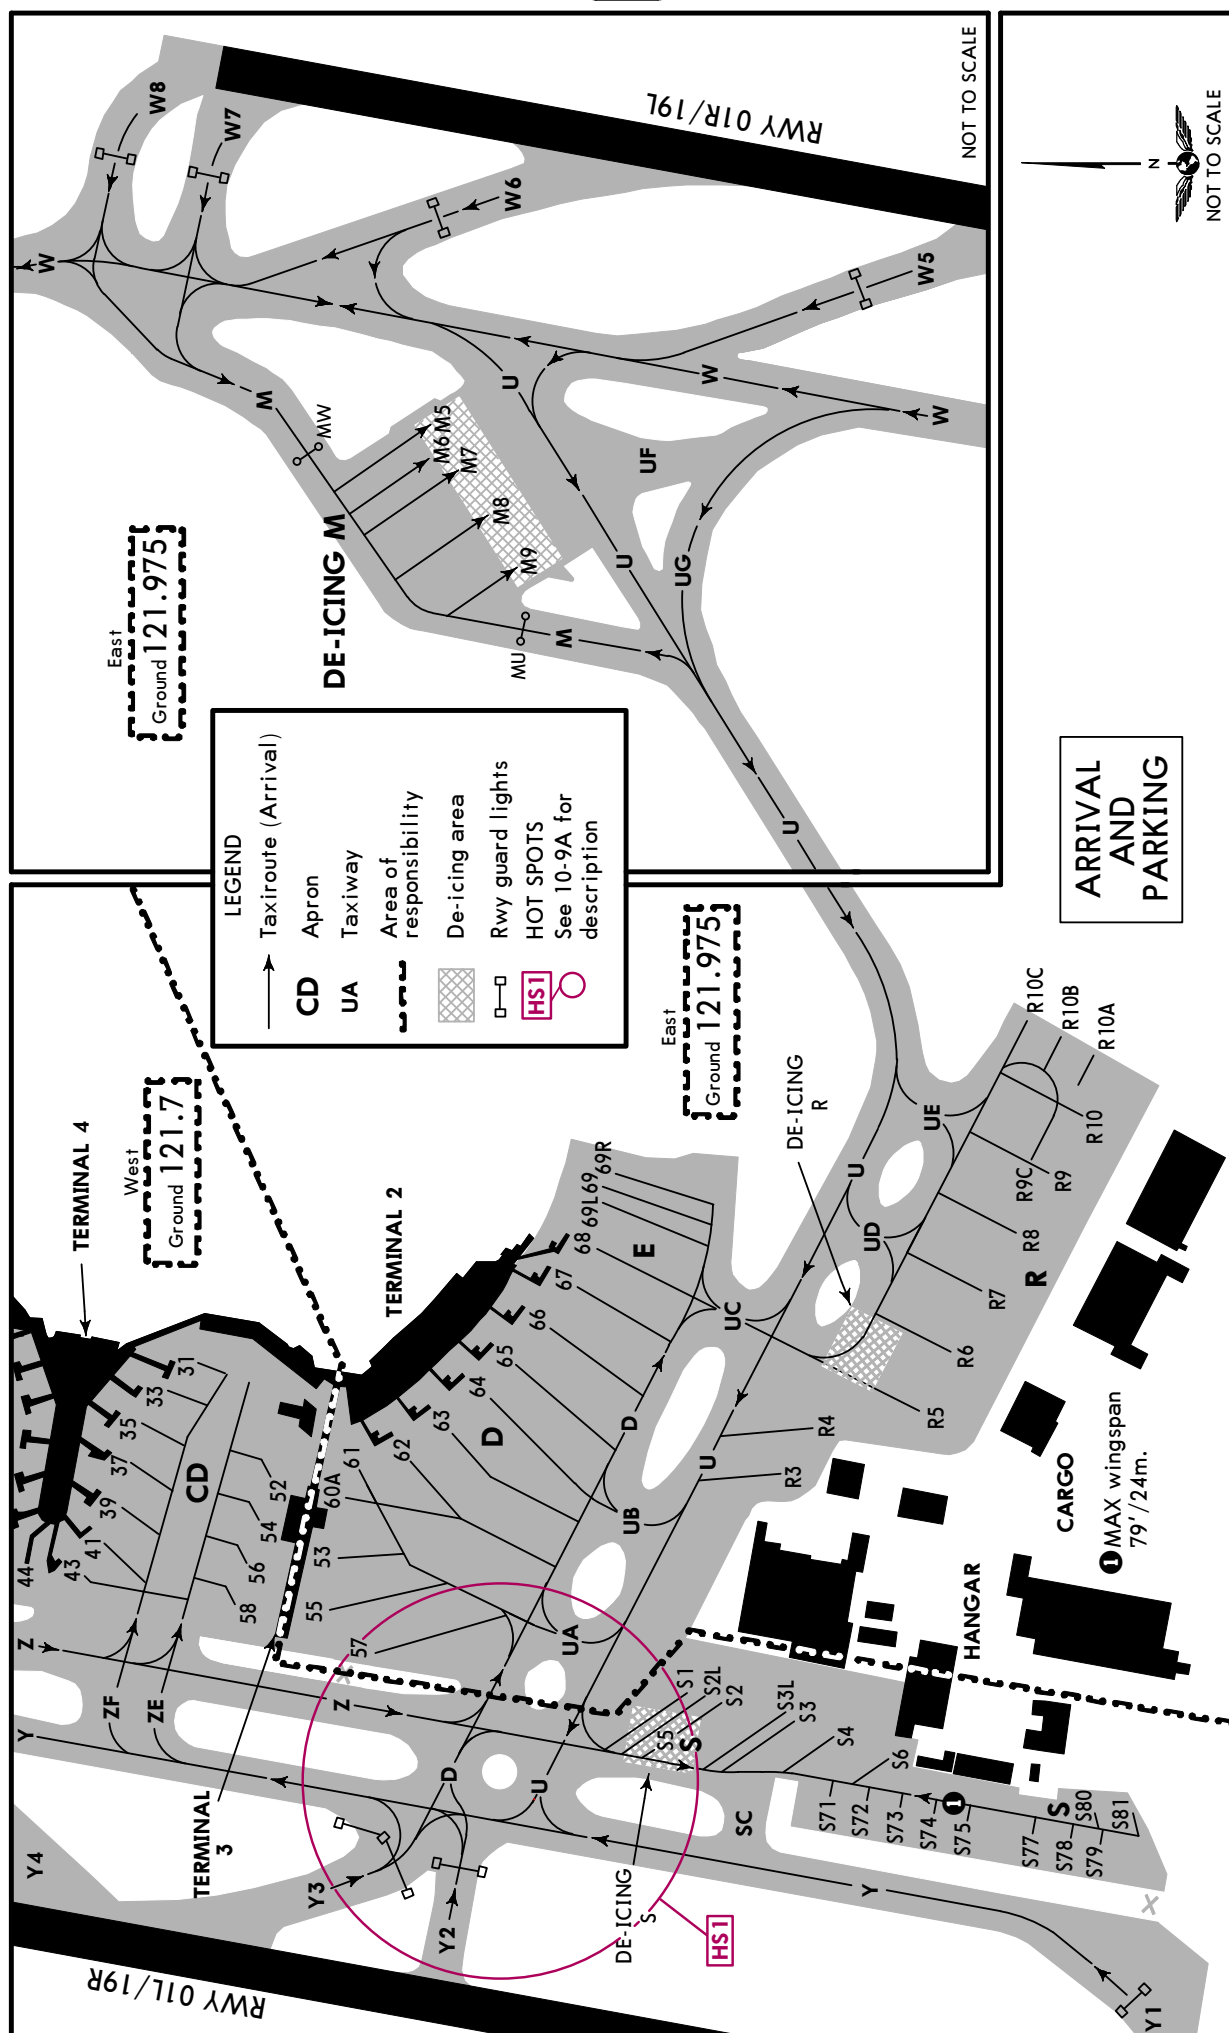 W8
W7
RWY 01R/19L
NOT TO SCALE
W
W6
W5
N
NOT TO SCALE
M
MW
U
W
W
M5
M6
M7
M8
M9
UF
East
Ground 121.975
DE-ICING M
U
UG
MU
M
LEGEND
Taxiroute (Arrival)
CD
Apron
UA
Taxiway
Area of
responsibility
De-icing area
Rwy guard lights
HS1
HOT SPOTS
See 10-9A for
description
U
ARRIVAL
AND
PARKING
West
Ground 121.7
TERMINAL 4
TERMINAL 2
East
Ground 121.975
DE-ICING
R
R10C
R10B
R10A
UE
R10
R9
R9C
U
UD
R8
R
R7
R6
R5
R4
R3
69R
69
69L
68
67
66
65
64
63
62
61
60A
E
D
UC
D
U
UB
31
33
35
37
39
41
43
44
CD
52
54
56
58
53
55
57
UA
CARGO
1 MAX wingspan
79'/24m.
HANGAR
Z
ZF
ZE
Y
Z
D
U
S1
S2L
S2
S3L
S3
S5
S
S4
S6
SC
S71
S72
S73
S74
S75
1
S77
S78
S79
S
S80
S81
TERMINAL
3
Y4
Y3
Y2
DE-ICING
S
HS1
Y
Y1
RWY 01L/19R